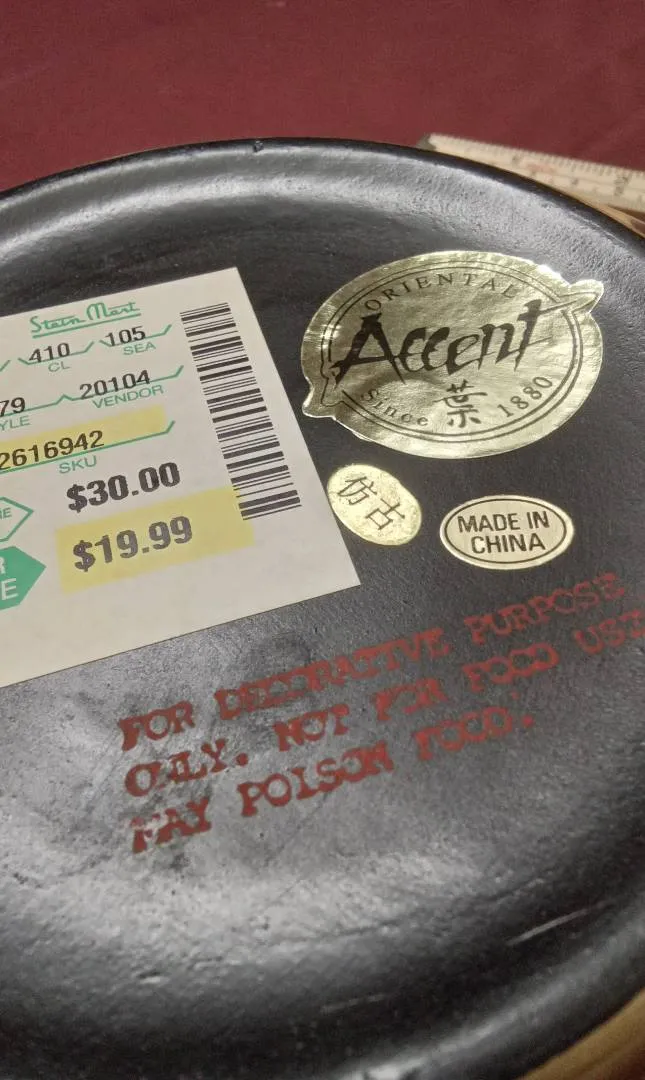 Stein Mart
410 105
CL SEA
79 20104
YLE VENDOR
2616942
SKU
$30.00
$19.99
R
E
ORIENTAL
Accent
Since 1880
仿古
MADE IN
CHINA
FOR DECORATIVE PURPOSE
ONLY. NOT FOR FOOD USE
MAY POISON FOOD.